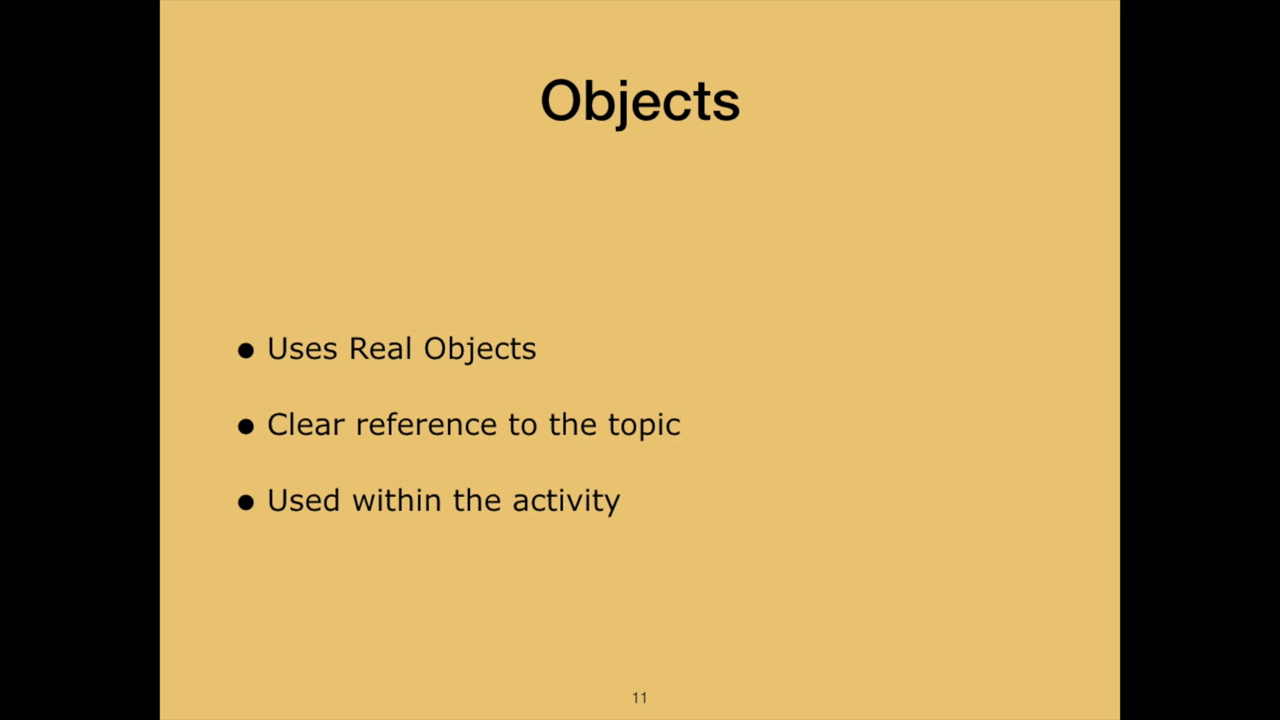 Objects
• Uses Real Objects
• Clear reference to the topic
• Used within the activity
11